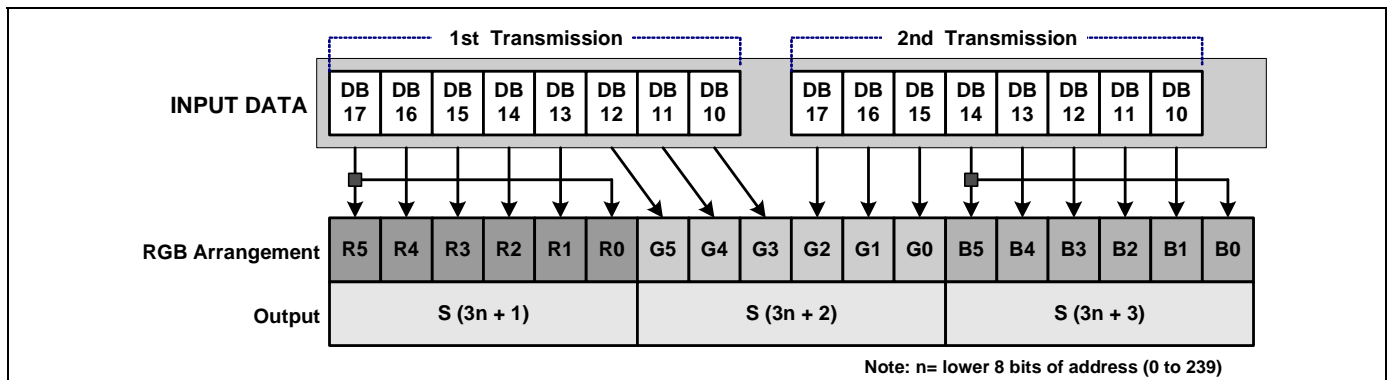 1st Transmission 2nd Transmission
INPUT DATA DB 17 DB 16 DB 15 DB 14 DB 13 DB 12 DB 11 DB 10 DB 17 DB 16 DB 15 DB 14 DB 13 DB 12 DB 11 DB 10
RGB Arrangement R5 R4 R3 R2 R1 R0 G5 G4 G3 G2 G1 G0 B5 B4 B3 B2 B1 B0
Output S (3n + 1) S (3n + 2) S (3n + 3)
Note: n= lower 8 bits of address (0 to 239)